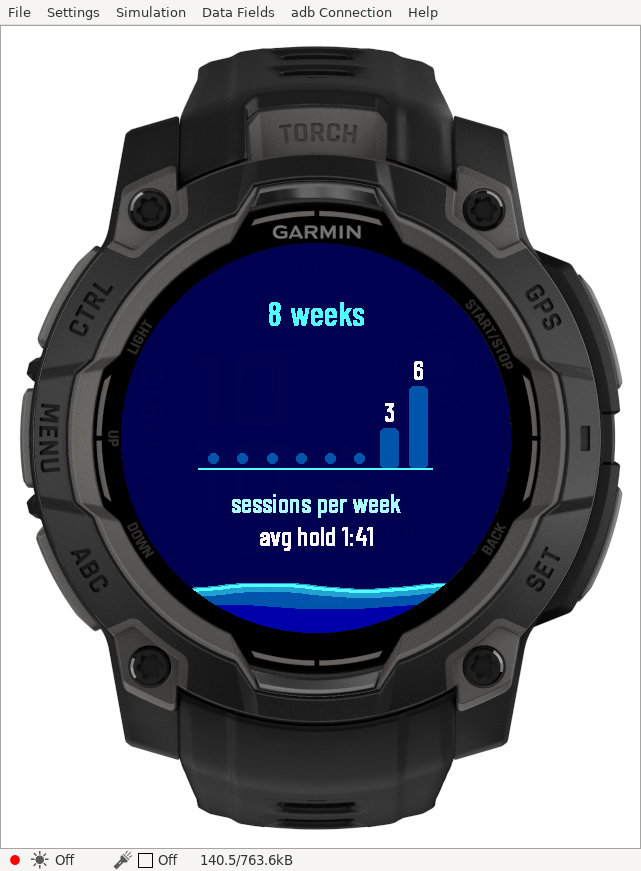 File Settings Simulation Data Fields adb Connection Help
TORCH
GARMIN
CTRL
LIGHT
START/STOP
GPS
8 weeks
6
3
MENU
UP
sessions per week
avg hold 1:41
DOWN
BACK
ABC
SET
Off Off 140.5/763.6kB